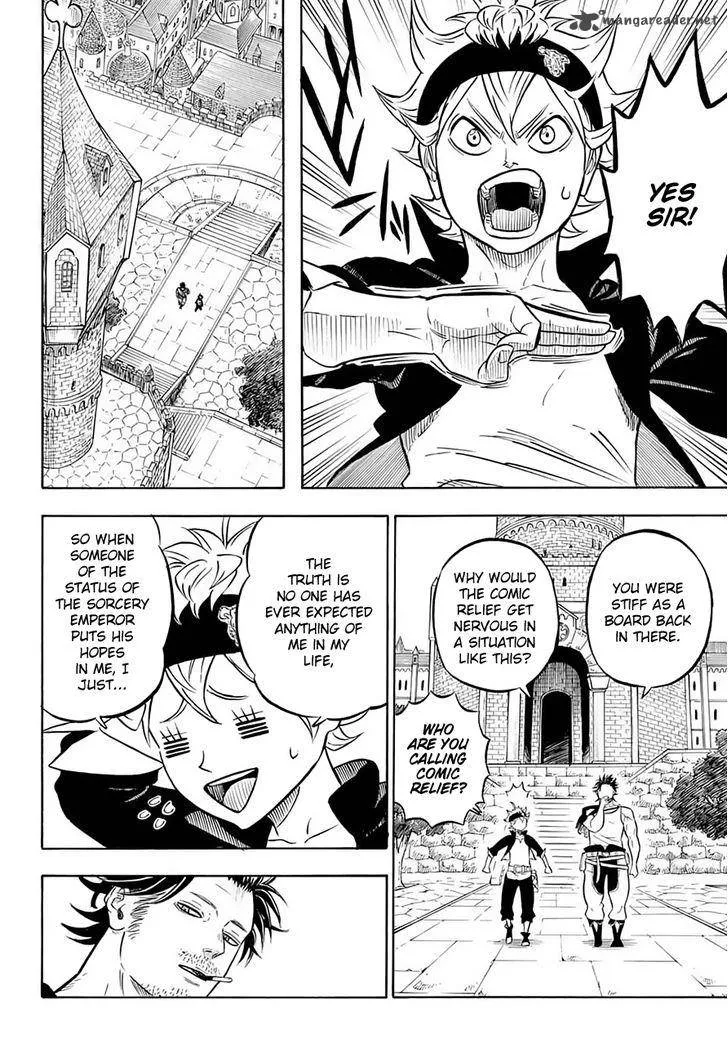 mangareader.net
YES
SIR!
YOU WERE
STIFF AS A
BOARD BACK
IN THERE.
WHY WOULD
THE COMIC
RELIEF GET
NERVOUS IN
A SITUATION
LIKE THIS?
WHO
ARE YOU
CALLING
COMIC
RELIEF?
THE
TRUTH IS
NO ONE HAS
EVER EXPECTED
ANYTHING OF
ME IN MY
LIFE,
SO WHEN
SOMEONE
OF THE
STATUS OF
THE SORCERY
EMPEROR
PUTS HIS
HOPES
IN ME, I
JUST...